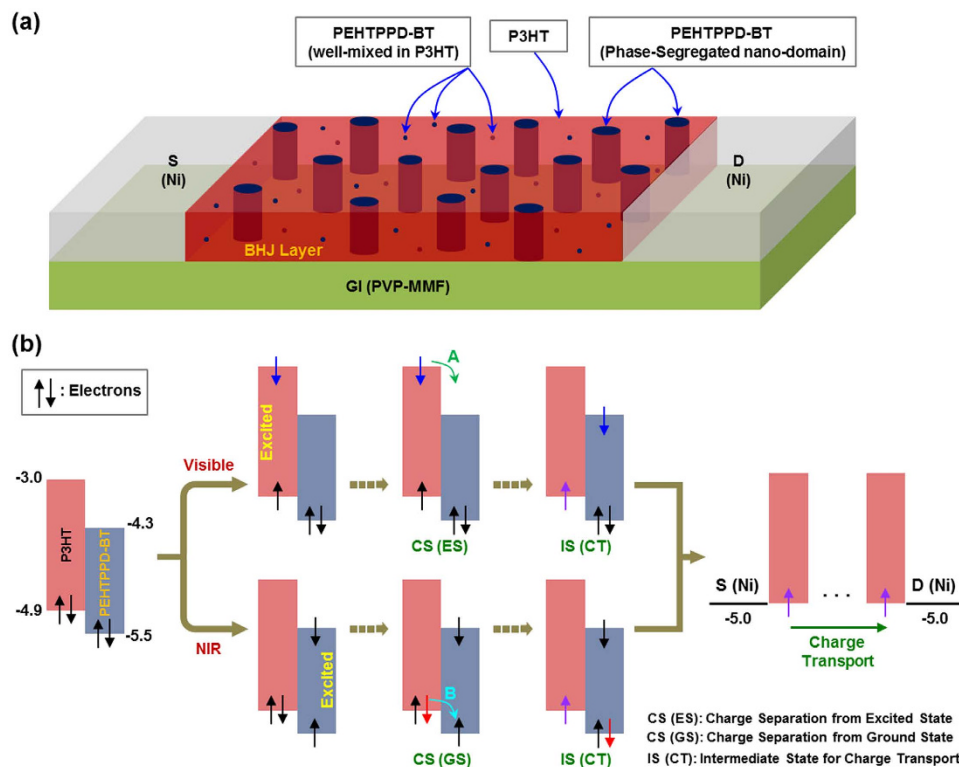 (a)
PEHTPPD-BT
(well-mixed in P3HT)
P3HT
PEHTPPD-BT
(Phase-Segregated nano-domain)
S
(Ni)
D
(Ni)
BHJ Layer
GI (PVP-MMF)
(b)
: Electrons
-3.0
P3HT
-4.9
-4.3
PEHTPPD-BT
-5.5
Visible
Excited
A
CS (ES)
IS (CT)
NIR
Excited
B
CS (GS)
IS (CT)
S (Ni)
-5.0
. . .
D (Ni)
-5.0
Charge
Transport
CS (ES): Charge Separation from Excited State
CS (GS): Charge Separation from Ground State
IS (CT): Intermediate State for Charge Transport